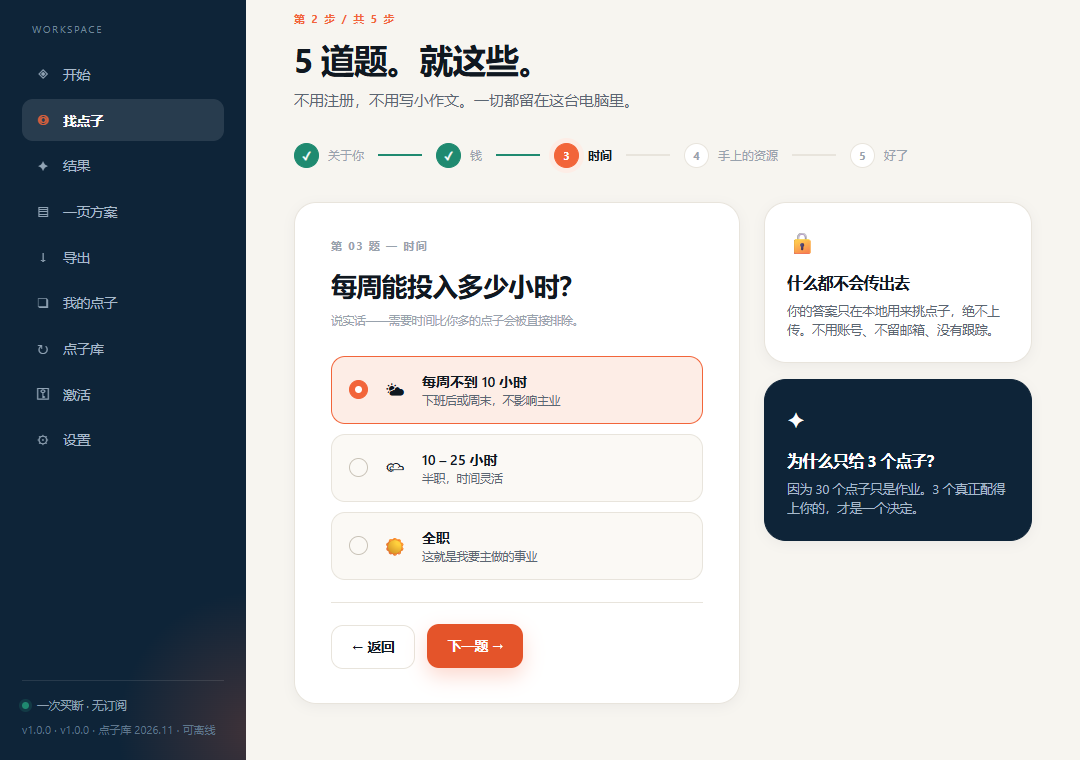 WORKSPACE
开始
找点子
结果
一页方案
导出
我的点子
点子库
激活
设置
一次买断 · 无订阅
v1.0.0 · v1.0.0 · 点子库 2026.11 · 可离线
第 2 步 / 共 5 步
5 道题。就这些。
不用注册，不用写小作文。一切都留在这台电脑里。
关于你
钱
3 时间
4 手上的资源
5 好了
第 03 题 — 时间
每周能投入多少小时?
说实话——需要时间比你多的点子会被直接排除。
每周不到 10 小时
下班后或周末，不影响主业
10 – 25 小时
半职，时间灵活
全职
这就是我要主做的事业
← 返回
下一题 →
什么都不会传出去
你的答案只在本地用来挑点子，绝不上
传。不用账号、不留邮箱、没有跟踪。
为什么只给 3 个点子?
因为 30 个点子只是作业。3 个真正配得
上你的，才是一个决定。